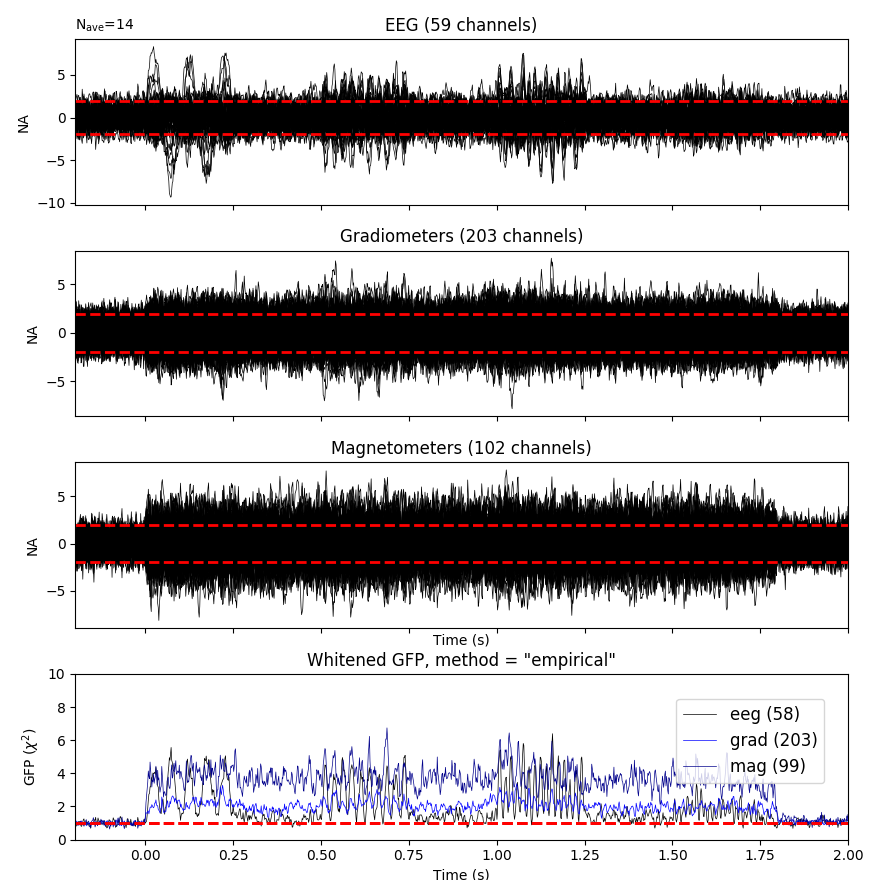 Nave=14
EEG (59 channels)
NA
5
0
−5
−10
Gradiometers (203 channels)
NA
5
0
−5
Magnetometers (102 channels)
NA
5
0
−5
Time (s)
Whitened GFP, method = "empirical"
GFP (χ²)
10
8
6
4
2
0
eeg (58)
grad (203)
mag (99)
0.00 0.25 0.50 0.75 1.00 1.25 1.50 1.75 2.00
Time (s)